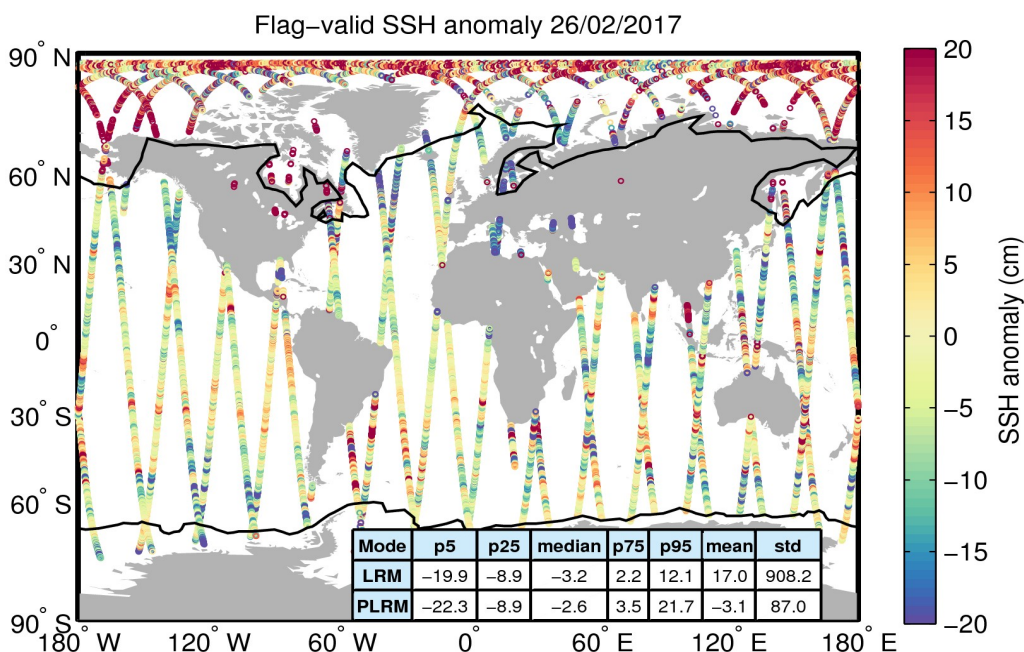 Flag−valid SSH anomaly 26/02/2017
90° N
60° N
30° N
0°
30° S
60° S
90° S
180° W 120° W 60° W 0° 60° E 120° E 180° E
Mode p5 p25 median p75 p95 mean std
LRM −19.9 −8.9 −3.2 2.2 12.1 17.0 908.2
PLRM −22.3 −8.9 −2.6 3.5 21.7 −3.1 87.0
20
15
10
5
0
−5
−10
−15
−20
SSH anomaly (cm)